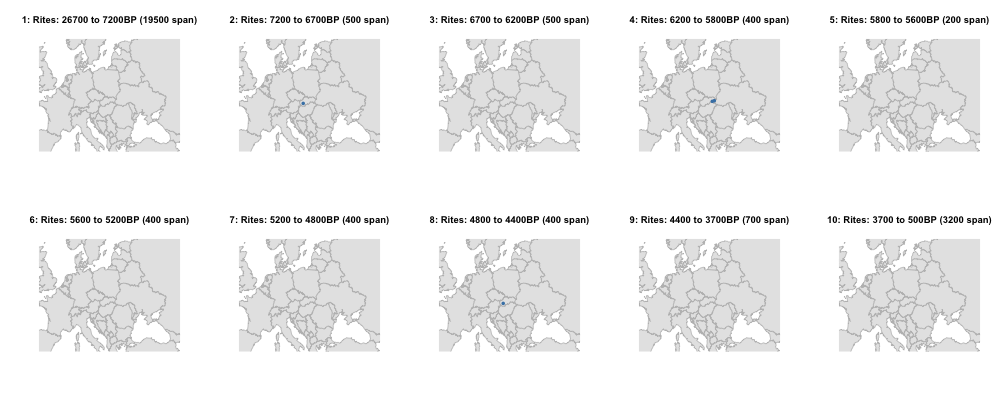 1: Rites: 26700 to 7200BP (19500 span)
2: Rites: 7200 to 6700BP (500 span)
3: Rites: 6700 to 6200BP (500 span)
4: Rites: 6200 to 5800BP (400 span)
5: Rites: 5800 to 5600BP (200 span)
6: Rites: 5600 to 5200BP (400 span)
7: Rites: 5200 to 4800BP (400 span)
8: Rites: 4800 to 4400BP (400 span)
9: Rites: 4400 to 3700BP (700 span)
10: Rites: 3700 to 500BP (3200 span)